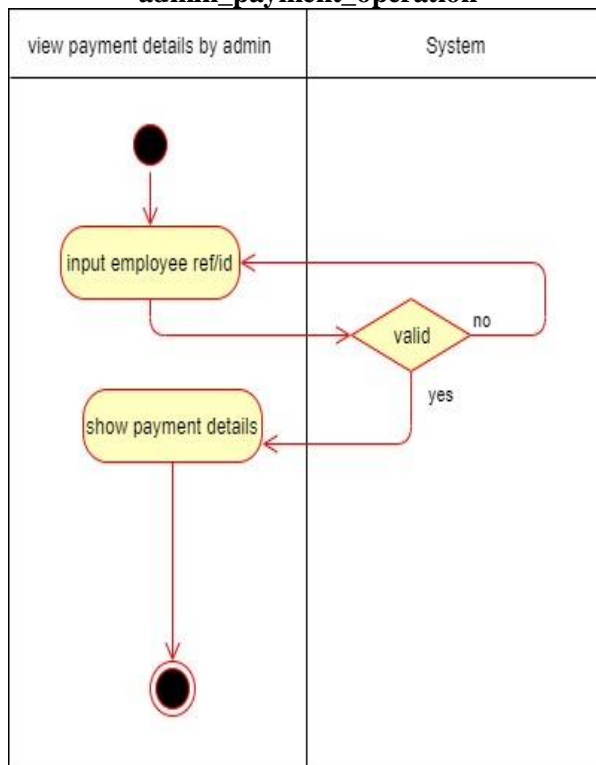 admin_payment_operation
view payment details by admin
System
input employee ref/id
valid
no
yes
show payment details